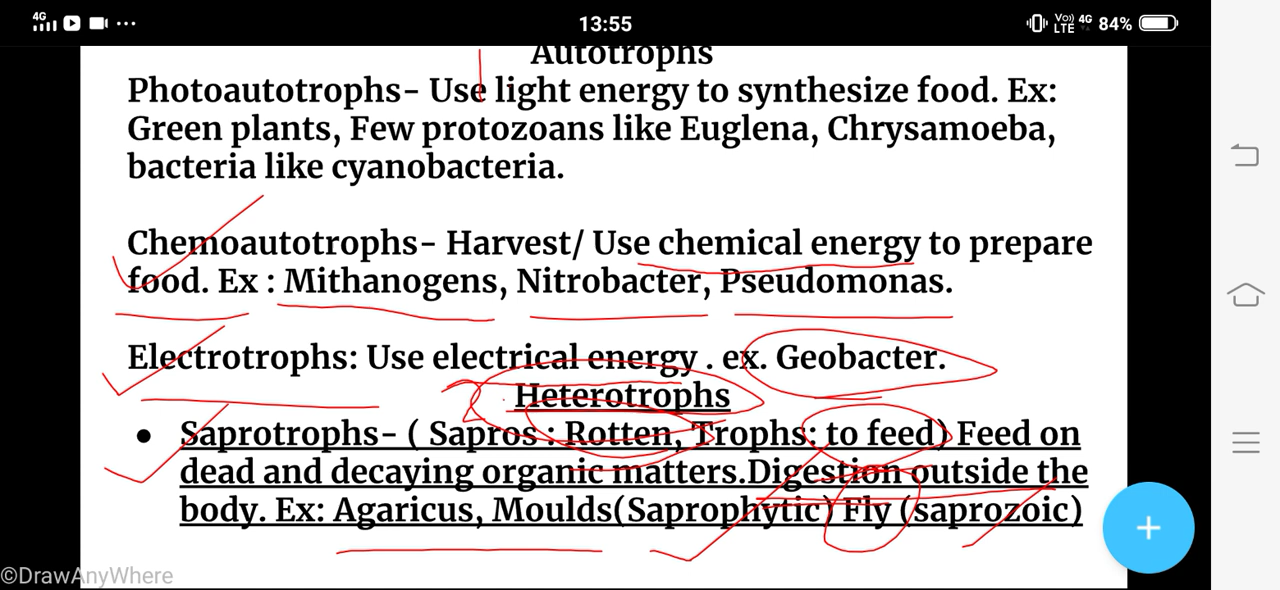 4G 13:55 Vo) LTE 4G 84%
Autotrophs
Photoautotrophs- Use light energy to synthesize food. Ex:
Green plants, Few protozoans like Euglena, Chrysamoeba,
bacteria like cyanobacteria.
Chemoautotrophs- Harvest/ Use chemical energy to prepare
food. Ex : Mithanogens, Nitrobacter, Pseudomonas.
Electrotrophs: Use electrical energy . ex. Geobacter.
Heterotrophs
● Saprotrophs- ( Sapros : Rotten, Trophs: to feed) Feed on
dead and decaying organic matters.Digestion outside the
body. Ex: Agaricus, Moulds(Saprophytic) Fly (saprozoic)
©DrawAnyWhere